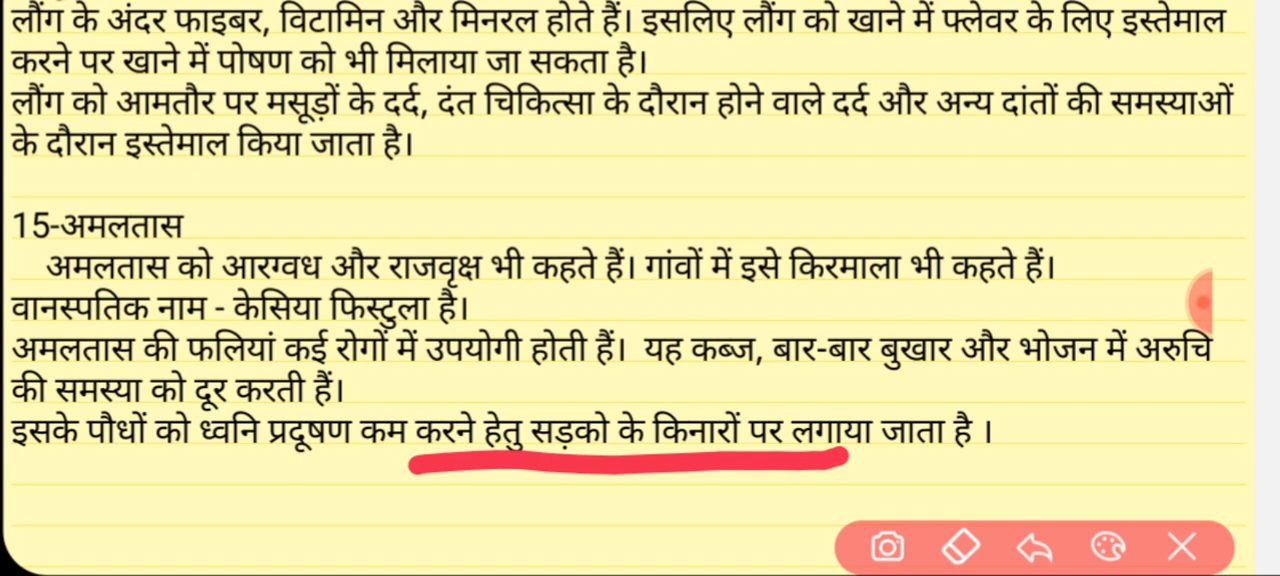 लौंग के अंदर फाइबर, विटामिन और मिनरल होते हैं। इसलिए लौंग को खाने में फ्लेवर के लिए इस्तेमाल
करने पर खाने में पोषण को भी मिलाया जा सकता है।
लौंग को आमतौर पर मसूड़ों के दर्द, दंत चिकित्सा के दौरान होने वाले दर्द और अन्य दांतों की समस्याओं
के दौरान इस्तेमाल किया जाता है।
15-अमलतास
अमलतास को आरग्वध और राजवृक्ष भी कहते हैं। गांवों में इसे किरमाला भी कहते हैं।
वानस्पतिक नाम - केसिया फिस्टुला है।
अमलतास की फलियां कई रोगों में उपयोगी होती हैं। यह कब्ज, बार-बार बुखार और भोजन में अरुचि
की समस्या को दूर करती हैं।
इसके पौधों को ध्वनि प्रदूषण कम करने हेतु सड़को के किनारों पर लगाया जाता है ।